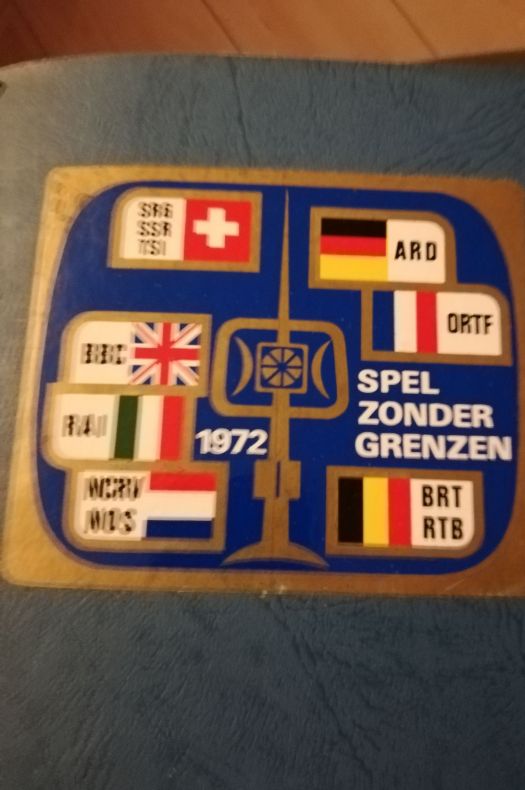 SRG
SSR
TSI
ARD
ORTF
BBC
RAI
1972
SPEL
ZONDER
GRENZEN
NCRV
NOS
BRT
RTB